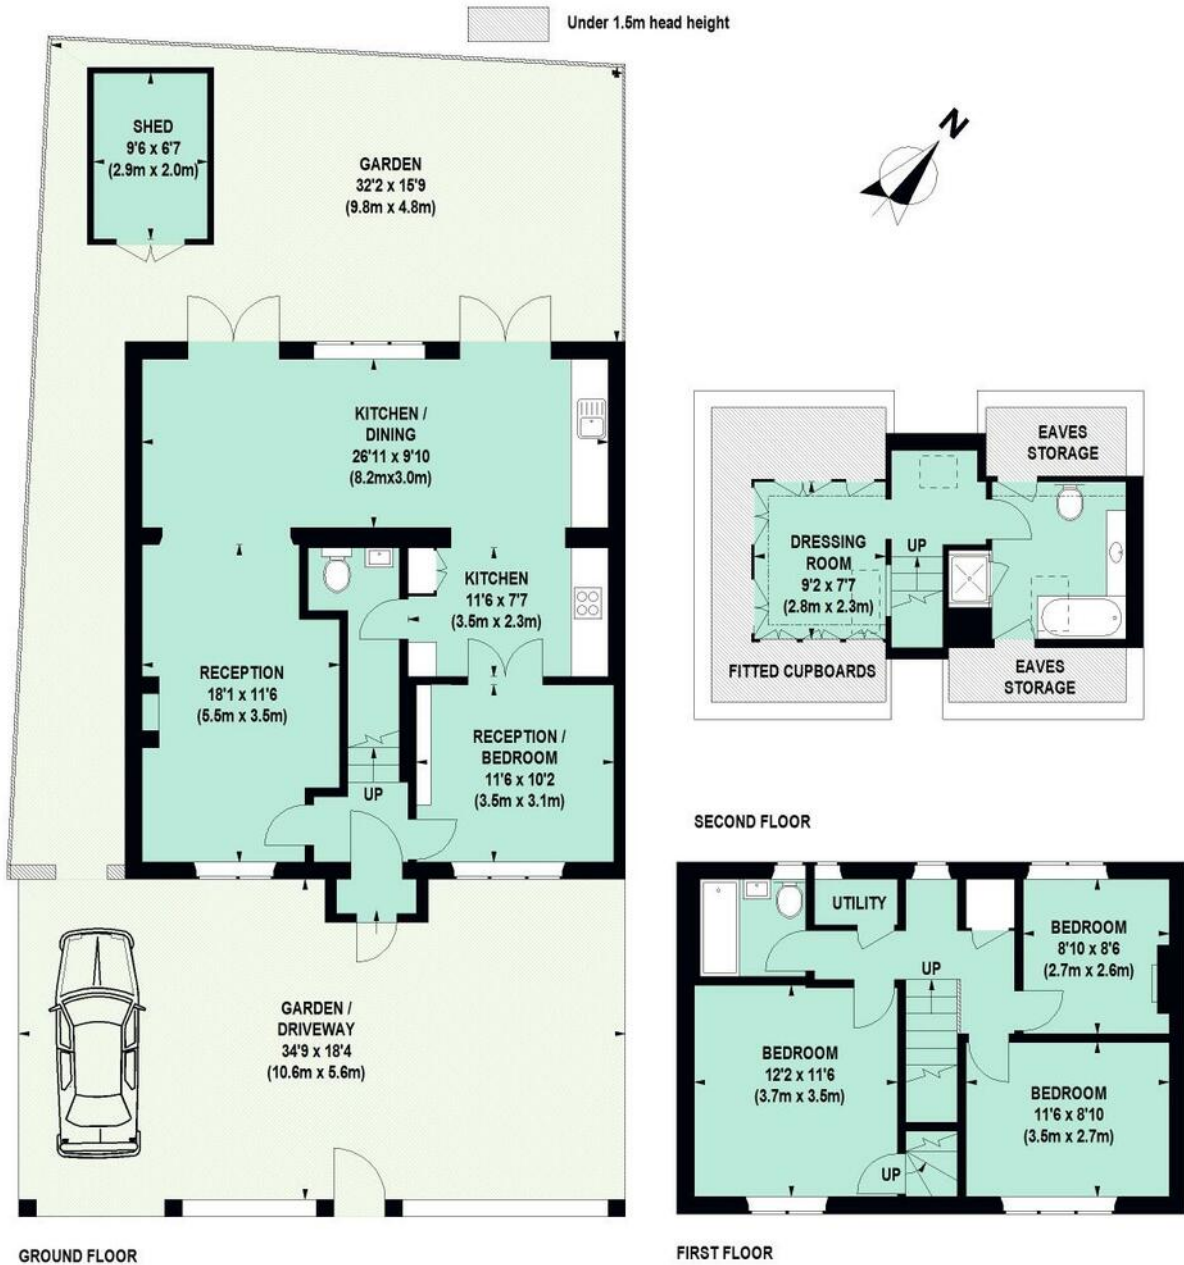 Under 1.5m head height
N
SHED
9'6 x 6'7
(2.9m x 2.0m)
GARDEN
32'2 x 15'9
(9.8m x 4.8m)
KITCHEN /
DINING
26'11 x 9'10
(8.2mx3.0m)
KITCHEN
11'6 x 7'7
(3.5m x 2.3m)
RECEPTION
18'1 x 11'6
(5.5m x 3.5m)
RECEPTION /
BEDROOM
11'6 x 10'2
(3.5m x 3.1m)
UP
GARDEN /
DRIVEWAY
34'9 x 18'4
(10.6m x 5.6m)
GROUND FLOOR
EAVES
STORAGE
DRESSING
ROOM
9'2 x 7'7
(2.8m x 2.3m)
UP
FITTED CUPBOARDS
EAVES
STORAGE
SECOND FLOOR
UTILITY
BEDROOM
8'10 x 8'6
(2.7m x 2.6m)
UP
BEDROOM
12'2 x 11'6
(3.7m x 3.5m)
BEDROOM
11'6 x 8'10
(3.5m x 2.7m)
UP
FIRST FLOOR